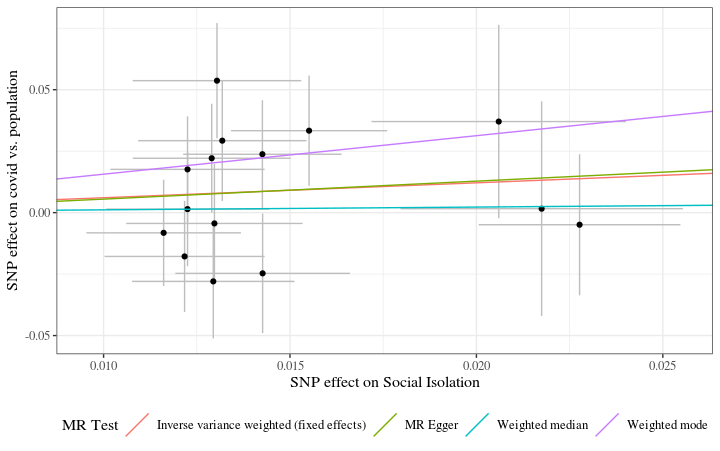 SNP effect on covid vs. population
0.05
0.00
-0.05
0.010
0.015
0.020
0.025
SNP effect on Social Isolation
MR Test
Inverse variance weighted (fixed effects)
MR Egger
Weighted median
Weighted mode